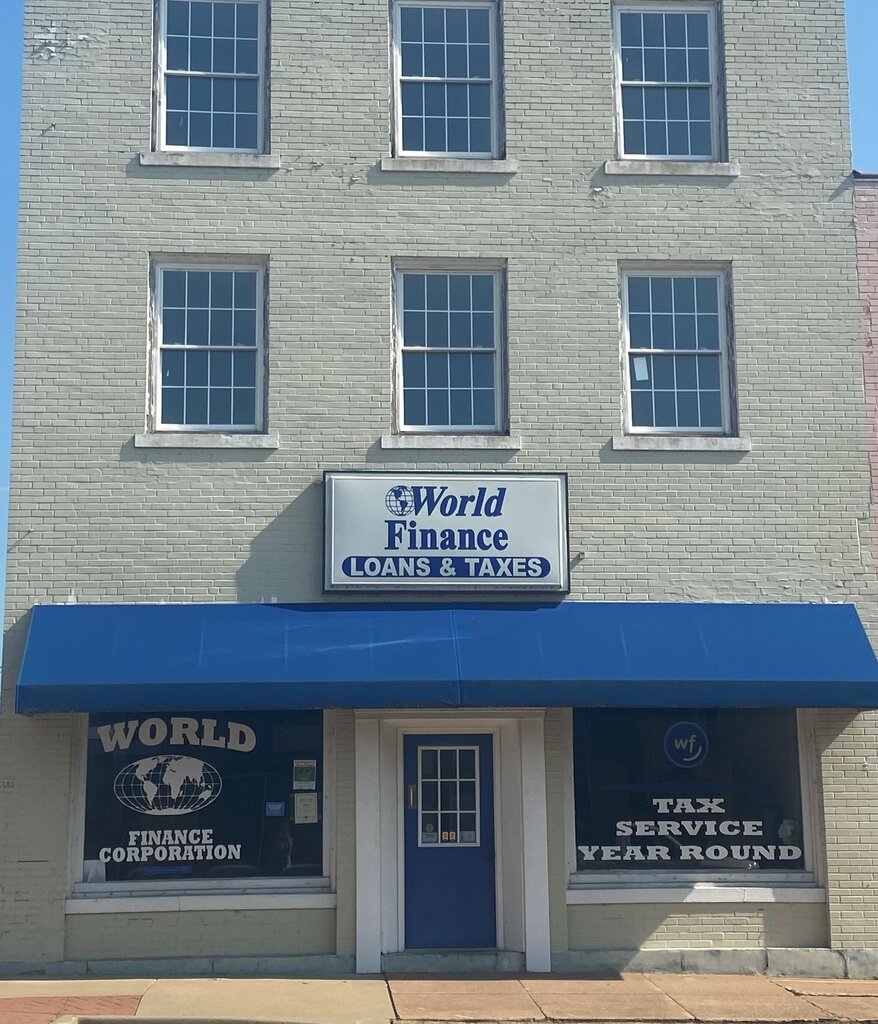 World
Finance
LOANS & TAXES
WORLD
FINANCE
CORPORATION
wf
TAX
SERVICE
YEAR ROUND